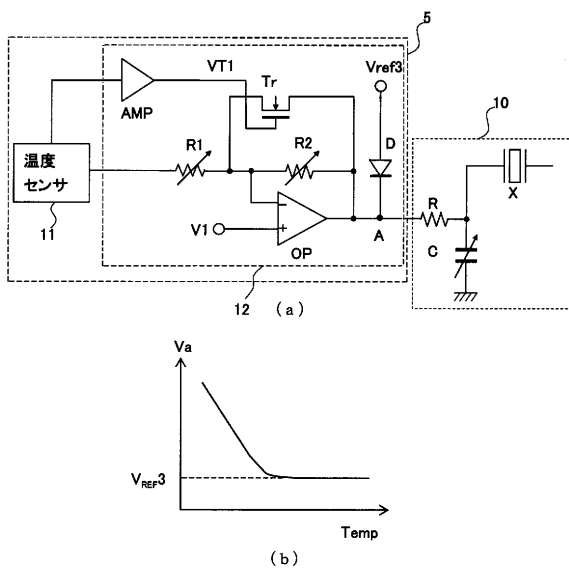 5
VT1
Tr
Vref3
AMP
10
R1
R2
D
温度
センサ
X
R
11
V1
OP
A
C
12
(a)
Va
VREF3
Temp
(b)